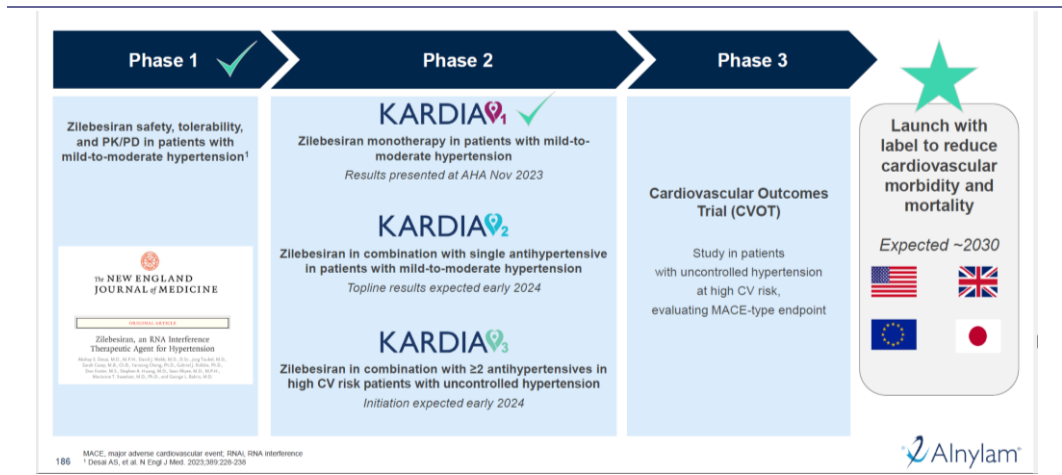 Phase 1
Phase 2
Phase 3
Zilebesiran safety, tolerability,
and PK/PD in patients with
mild-to-moderate hypertension¹
The NEW ENGLAND
JOURNAL of MEDICINE
ORIGINAL ARTICLE
Zilebesiran, an RNA Interference
Therapeutic Agent for Hypertension
KARDIA 1
Zilebesiran monotherapy in patients with mild-to-
moderate hypertension
Results presented at AHA Nov 2023
KARDIA 2
Zilebesiran in combination with single antihypertensive
in patients with mild-to-moderate hypertension
Topline results expected early 2024
KARDIA 3
Zilebesiran in combination with ≥2 antihypertensives in
high CV risk patients with uncontrolled hypertension
Initiation expected early 2024
Cardiovascular Outcomes
Trial (CVOT)
Study in patients
with uncontrolled hypertension
at high CV risk,
evaluating MACE-type endpoint
Launch with
label to reduce
cardiovascular
morbidity and
mortality
Expected ~2030
186
MACE, major adverse cardiovascular event; RNAi, RNA interference
¹ Desai AS, et al. N Engl J Med. 2023;389:228-238
Alnylam